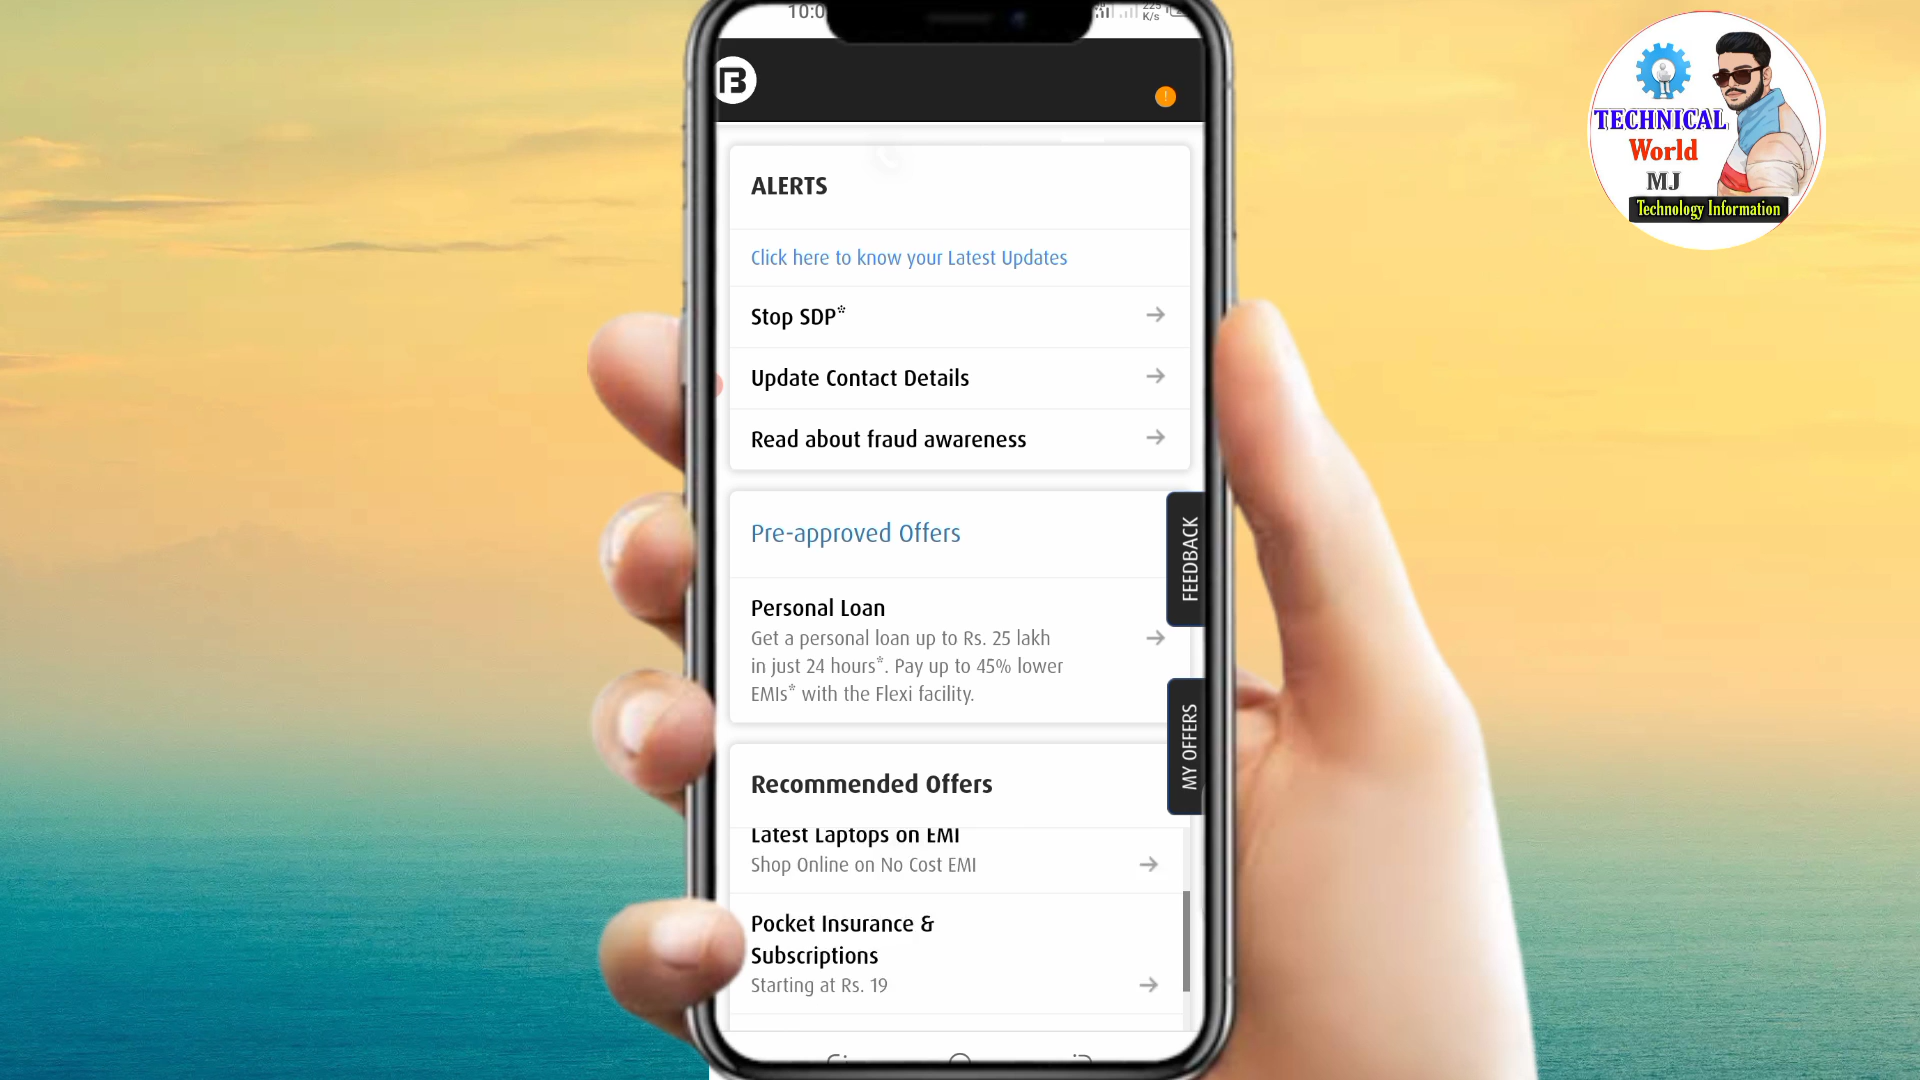 10:0
225
K/s
B
TECHNICAL
World
MJ
Technology Information
ALERTS
Click here to know your Latest Updates
Stop SDP*
Update Contact Details
Read about fraud awareness
Pre-approved Offers
FEEDBACK
Personal Loan
Get a personal loan up to Rs. 25 lakh
in just 24 hours*. Pay up to 45% lower
EMIs* with the Flexi facility.
MY OFFERS
Recommended Offers
Latest Laptops on EMI
Shop Online on No Cost EMI
Pocket Insurance &
Subscriptions
Starting at Rs. 19